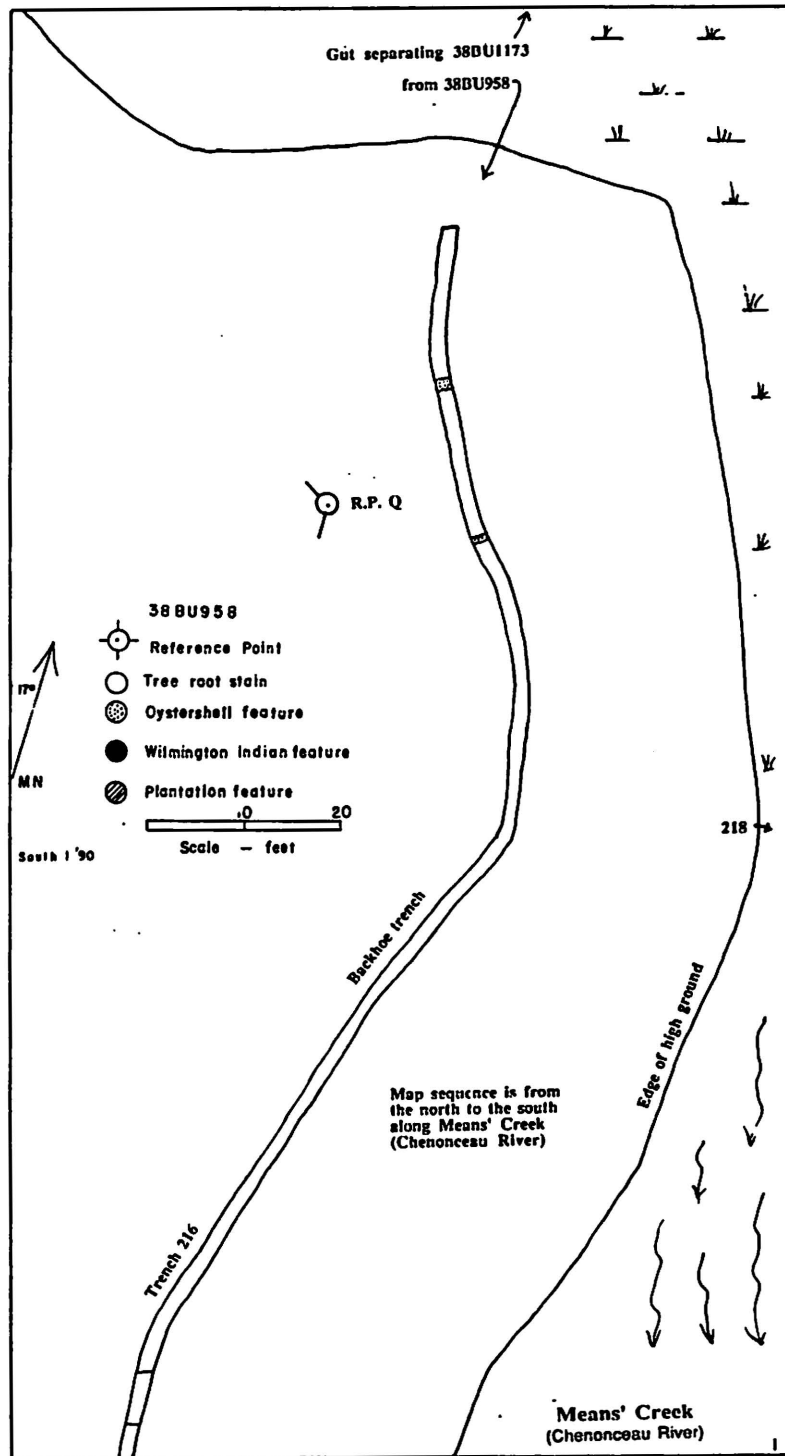 Gut separating 38BU1173
from 38BU958
R.P. Q
38BU958
Reference Point
Tree root stain
Oystershell feature
Wilmington Indian feature
Plantation feature
17°
MN
10 20
Scale — feet
South 1 '90
218
Backhoe trench
Edge of high ground
Map sequence is from
the north to the south
along Means' Creek
(Chenonceau River)
Trench 216
Means' Creek
(Chenonceau River)
1